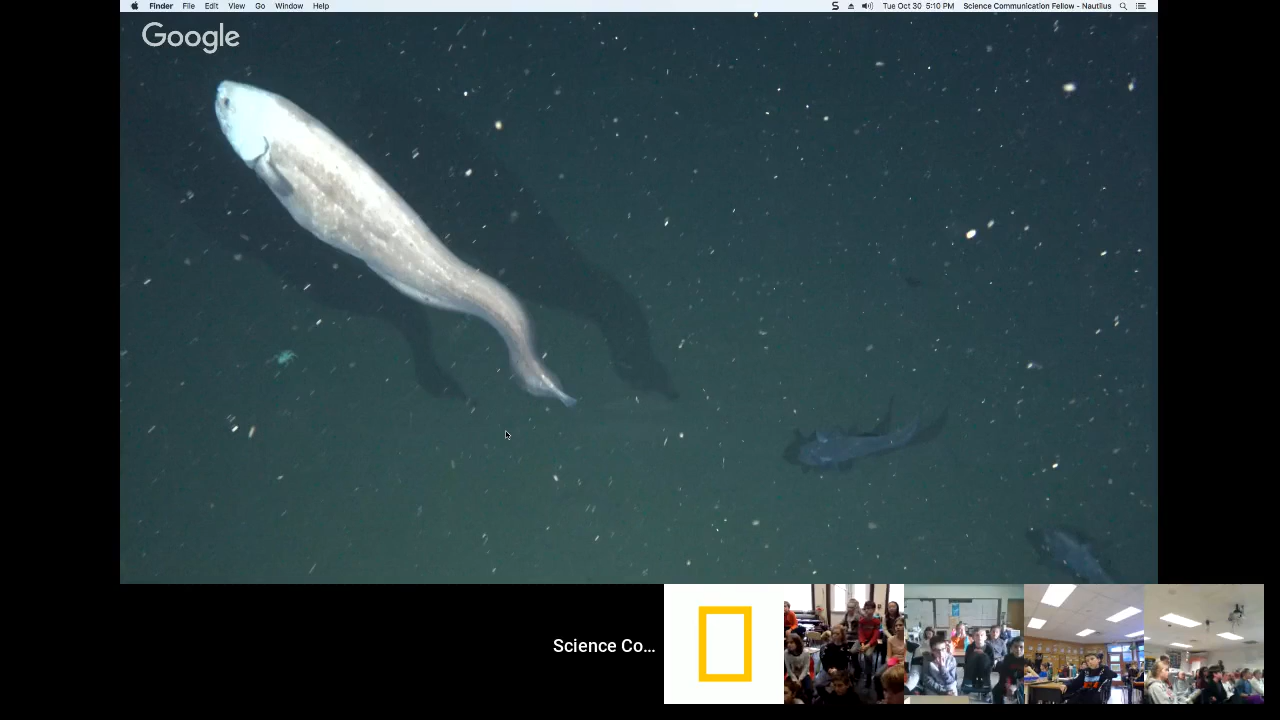 Finder File Edit View Go Window Help
Tue Oct 30 5:10 PM Science Communication Fellow - Nautilus
Google
Science Co...